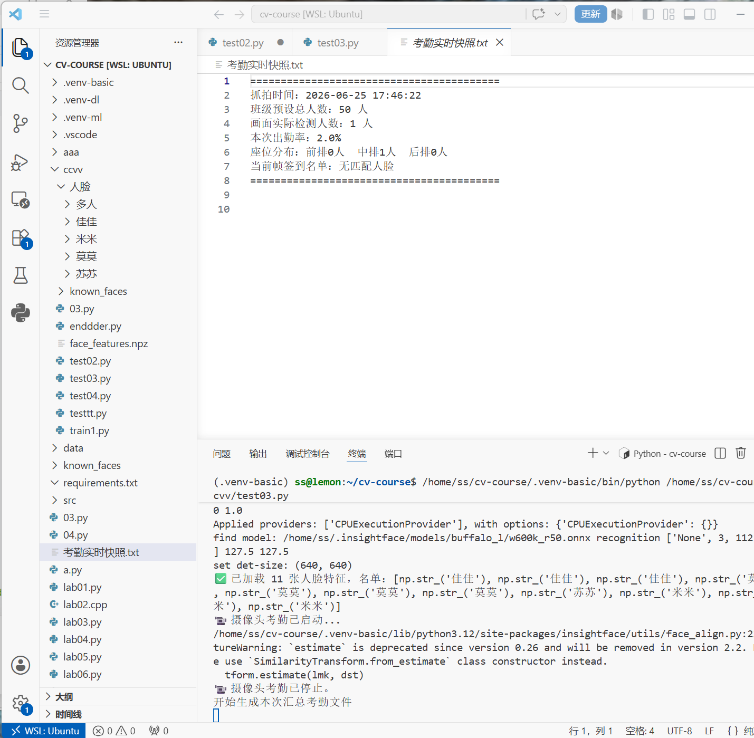 cv-course [WSL: Ubuntu]
更新
资源管理器
CV-COURSE [WSL: UBUNTU]
.venv-basic
.venv-dl
.venv-ml
.vscode
aaa
ccvv
人脸
多人
佳佳
米米
莫莫
苏苏
known_faces
03.py
enddder.py
face_features.npz
test02.py
test03.py
test04.py
testtt.py
train1.py
data
known_faces
requirements.txt
src
03.py
04.py
考勤实时快照.txt
a.py
lab01.py
lab02.cpp
lab03.py
lab04.py
lab05.py
lab06.py
大纲
时间线
1
1
1
test02.py
test03.py
考勤实时快照.txt
考勤实时快照.txt
1 ========================================
2 抓拍时间：2026-06-25 17:46:22
3 班级预设总人数：50 人
4 画面实际检测人数：1 人
5 本次出勤率：2.0%
6 座位分布：前排0人 中排1人 后排0人
7 当前帧签到名单：无匹配人脸
8 ========================================
9
10
问题 输出 调试控制台 终端 端口
Python - cv-course
(.venv-basic) ss@lemon:~/cv-course$ /home/ss/cv-course/.venv-basic/bin/python /home/ss/cv-cou
cvv/test03.py
0 1.0
Applied providers: ['CPUExecutionProvider'], with options: {'CPUExecutionProvider': {}}
find model: /home/ss/.insightface/models/buffalo_l/w600k_r50.onnx recognition ['None', 3, 112
] 127.5 127.5
set det-size: (640, 640)
✅ 已加载 11 张人脸特征，名单：[np.str_('佳佳'), np.str_('佳佳'), np.str_('佳佳'), np.str_('莫
, np.str_('莫莫'), np.str_('莫莫'), np.str_('莫莫'), np.str_('苏苏'), np.str_('米米'), np.str_
米'), np.str_('米米')]
📷 摄像头考勤已启动...
/home/ss/cv-course/.venv-basic/lib/python3.12/site-packages/insightface/utils/face_align.py:2
tureWarning: `estimate` is deprecated since version 0.26 and will be removed in version 2.2.
e use `SimilarityTransform.from_estimate` class constructor instead.
tform.estimate(lmk, dst)
📷 摄像头考勤已停止。
开始生成本次汇总考勤文件
WSL: Ubuntu
0 0
0
行 1，列 1 空格: 4 UTF-8 LF {}